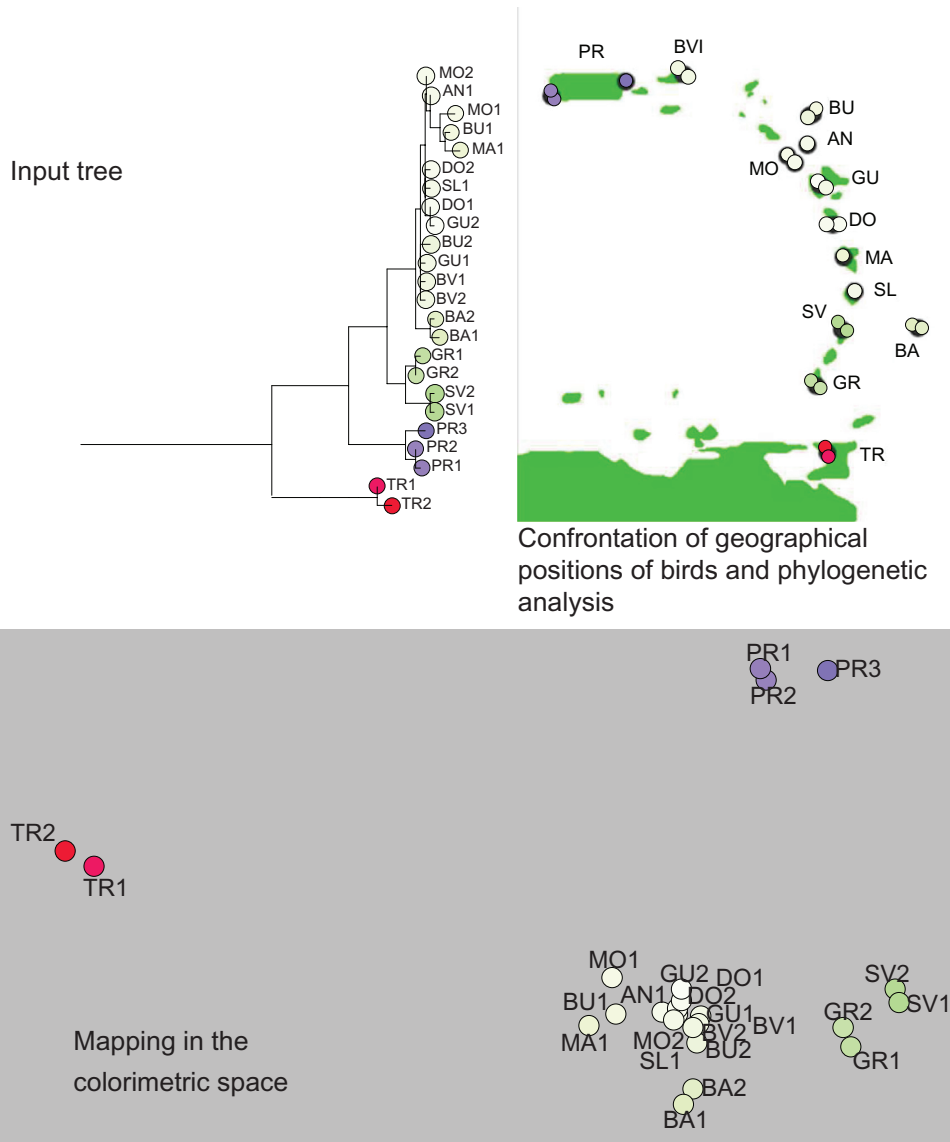 Input tree
MO2
AN1
MO1
BU1
MA1
DO2
SL1
DO1
GU2
BU2
GU1
BV1
BV2
BA2
BA1
GR1
GR2
SV2
SV1
PR3
PR2
PR1
TR1
TR2
PR
BVI
BU
AN
MO
GU
DO
MA
SL
SV
BA
GR
TR
Confrontation of geographical
positions of birds and phylogenetic
analysis
PR1
PR3
PR2
TR2
TR1
MO1
GU2 DO1
SV2
BU1 AN1 DO2
SV1
GU1
BV1
GR2
MA1
MO2 BV2
SL1 BU2
GR1
BA2
BA1
Mapping in the
colorimetric space